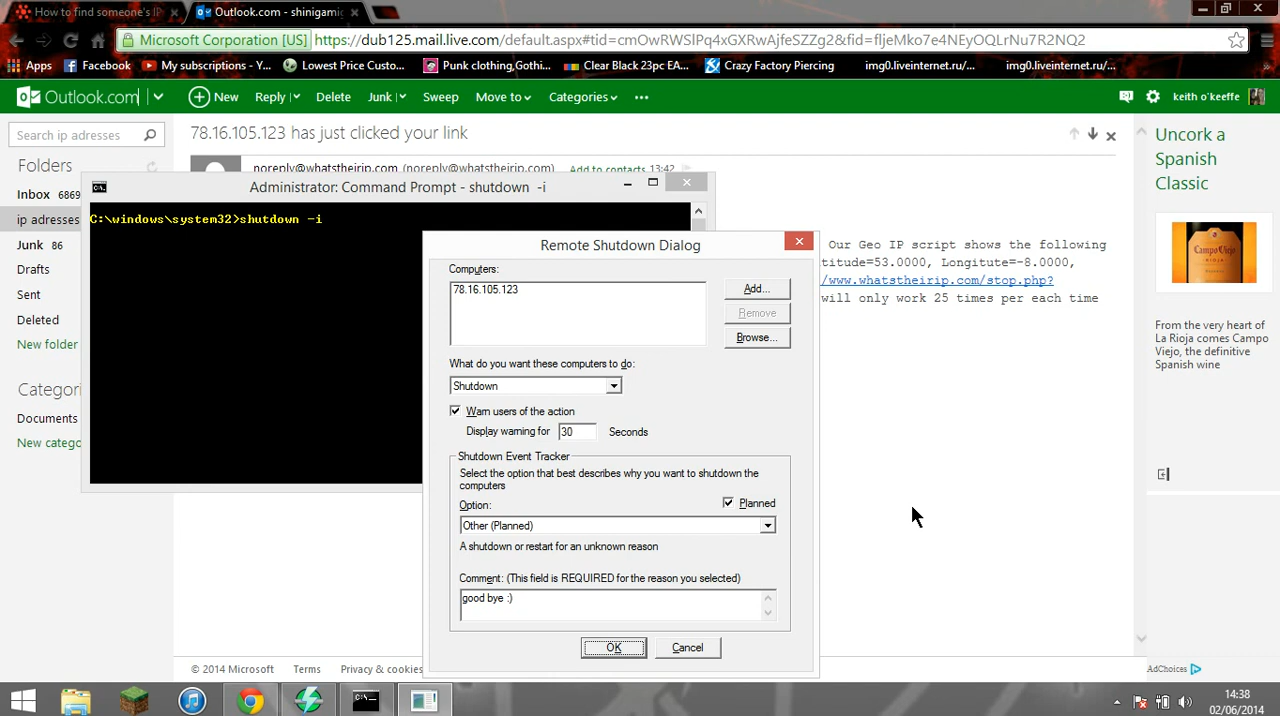 How to find someone's IP
Outlook.com - shinigami
Microsoft Corporation [US]
https://dub125.mail.live.com/default.aspx#tid=cmOwRWSlPq4xGXRwAjfeSZZg2&fid=fljeMko7e4NEyOQLrNu7R2NQ2
Apps
Facebook
My subscriptions - Y...
Lowest Price Custo...
Punk clothing,Gothi...
Clear Black 23pc EA...
Crazy Factory Piercing
img0.liveinternet.ru/...
img0.liveinternet.ru/...
Outlook.com
New
Reply
Delete
Junk
Sweep
Move to
Categories
keith o'keeffe
Search ip adresses
78.16.105.123 has just clicked your link
Uncork a
Spanish
Classic
Folders
noreply@whatstheirip.com (noreply@whatstheirip.com)
Add to contacts 13:42
Inbox 6869
ip adresses
Junk 86
Drafts
Sent
Deleted
New folder
Categori
Documents
New catego
Administrator: Command Prompt - shutdown -i
C:\windows\system32>shutdown -i
Our Geo IP script shows the following
titude=53.0000, Longitute=-8.0000,
/www.whatstheirip.com/stop.php?
will only work 25 times per each time
Remote Shutdown Dialog
Computers:
78.16.105.123
Add...
Remove
Browse...
What do you want these computers to do:
Shutdown
Warn users of the action
Display warning for 30 Seconds
Shutdown Event Tracker
Select the option that best describes why you want to shutdown the
computers
Option:
Planned
Other (Planned)
A shutdown or restart for an unknown reason
Comment: (This field is REQUIRED for the reason you selected)
good bye :)
OK
Cancel
Campo Viejo
RIOJA
From the very heart of
La Rioja comes Campo
Viejo, the definitive
Spanish wine
© 2014 Microsoft
Terms
Privacy & cookies
AdChoices
14:38
02/06/2014